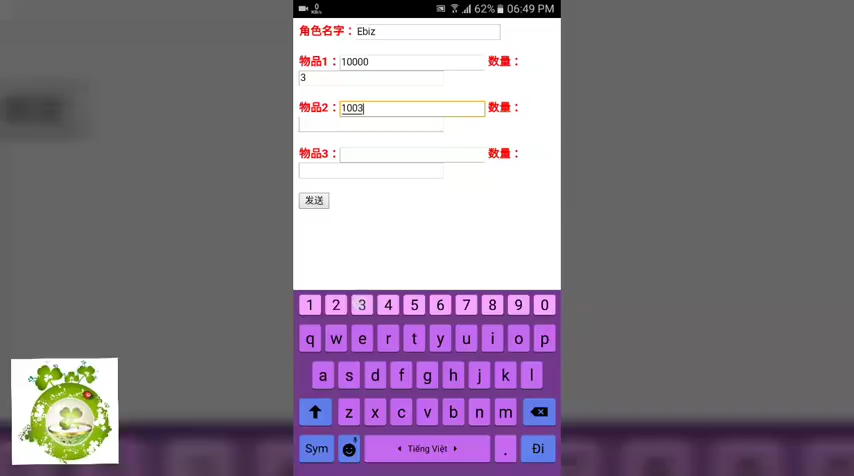 0
KB/s
62%
06:49 PM
角色名字：Ebiz
物品1：10000 数量：
3
物品2：1003 数量：
物品3： 数量：
发送
1 2 3 4 5 6 7 8 9 0
q w e r t y u i o p
a s d f g h j k l
z x c v b n m
Sym Tiếng Việt . Đi